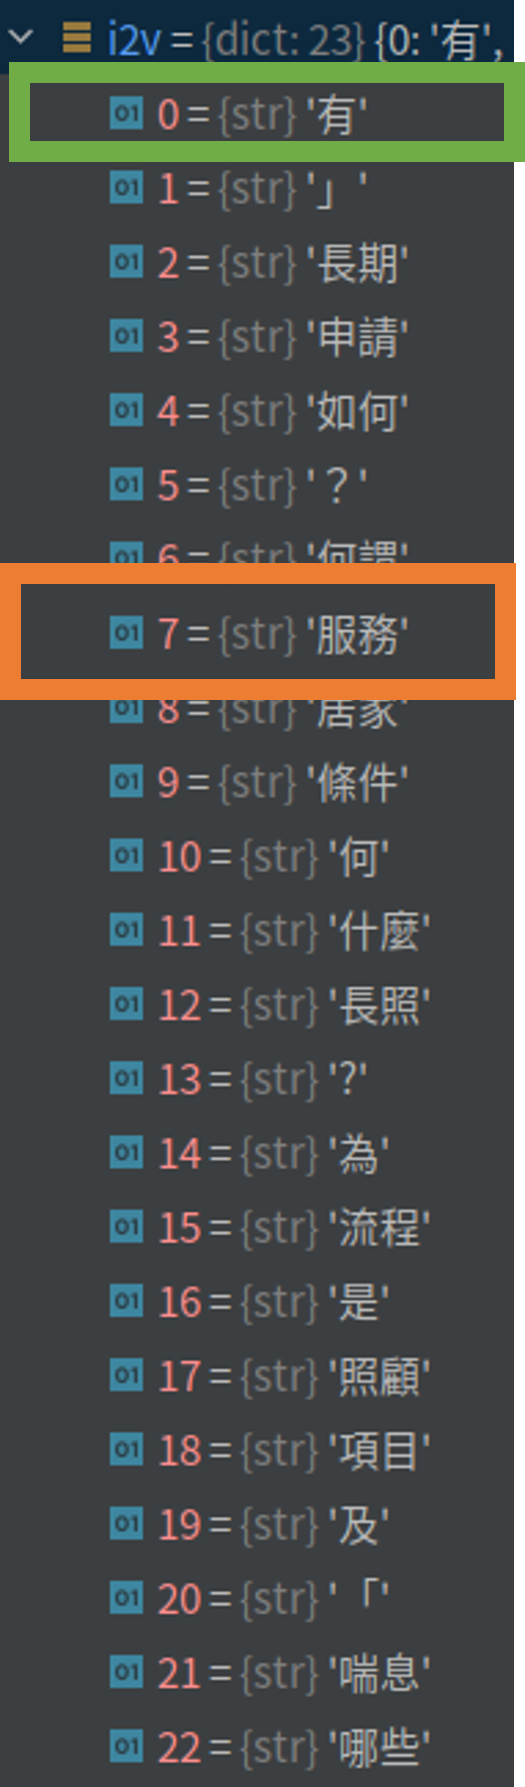 i2v = {dict: 23} {0: '有',
01 0 = {str} '有'
01 1 = {str} '」'
01 2 = {str} '長期'
01 3 = {str} '申請'
01 4 = {str} '如何'
01 5 = {str} '？'
01 6 = {str} '何謂'
01 7 = {str} '服務'
01 8 = {str} '居家'
01 9 = {str} '條件'
01 10 = {str} '何'
01 11 = {str} '什麼'
01 12 = {str} '長照'
01 13 = {str} '?'
01 14 = {str} '為'
01 15 = {str} '流程'
01 16 = {str} '是'
01 17 = {str} '照顧'
01 18 = {str} '項目'
01 19 = {str} '及'
01 20 = {str} '「'
01 21 = {str} '喘息'
01 22 = {str} '哪些'